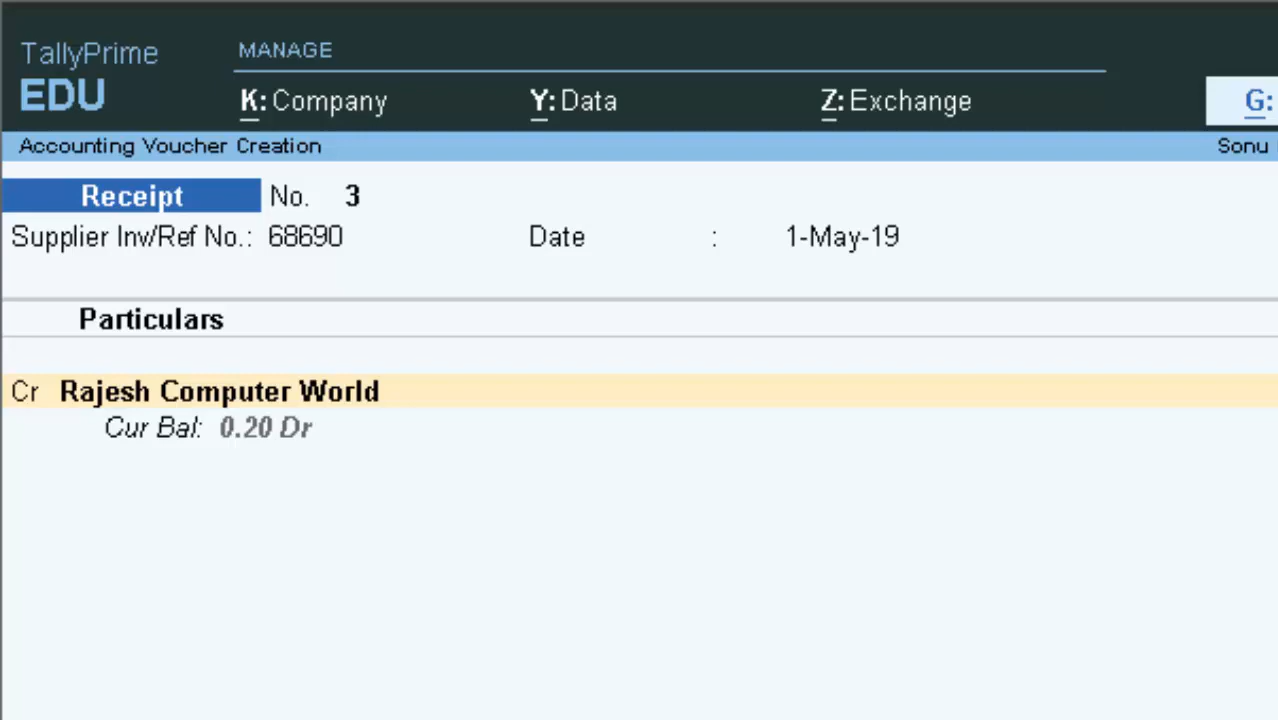 TallyPrime
EDU
MANAGE
K: Company Y: Data Z: Exchange G:
Accounting Voucher Creation Sonu
Receipt No. 3
Supplier Inv/Ref No.: 68690 Date : 1-May-19
Particulars
Cr Rajesh Computer World
Cur Bal: 0.20 Dr